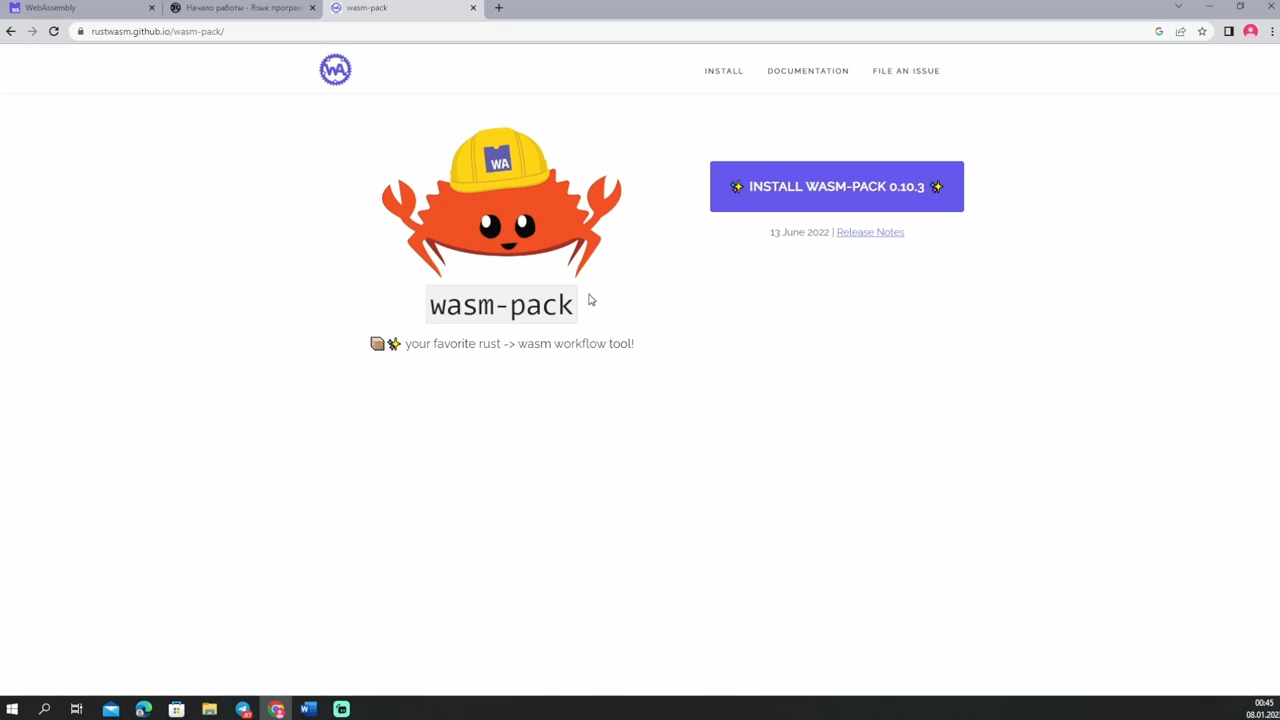 WebAssembly
Начало работы - Язык програм
wasm-pack
rustwasm.github.io/wasm-pack/
WA
INSTALL
DOCUMENTATION
FILE AN ISSUE
WA
✨ INSTALL WASM-PACK 0.10.3 ✨
13 June 2022 | Release Notes
wasm-pack
📦✨ your favorite rust -> wasm workflow tool!
00:45
08.01.202